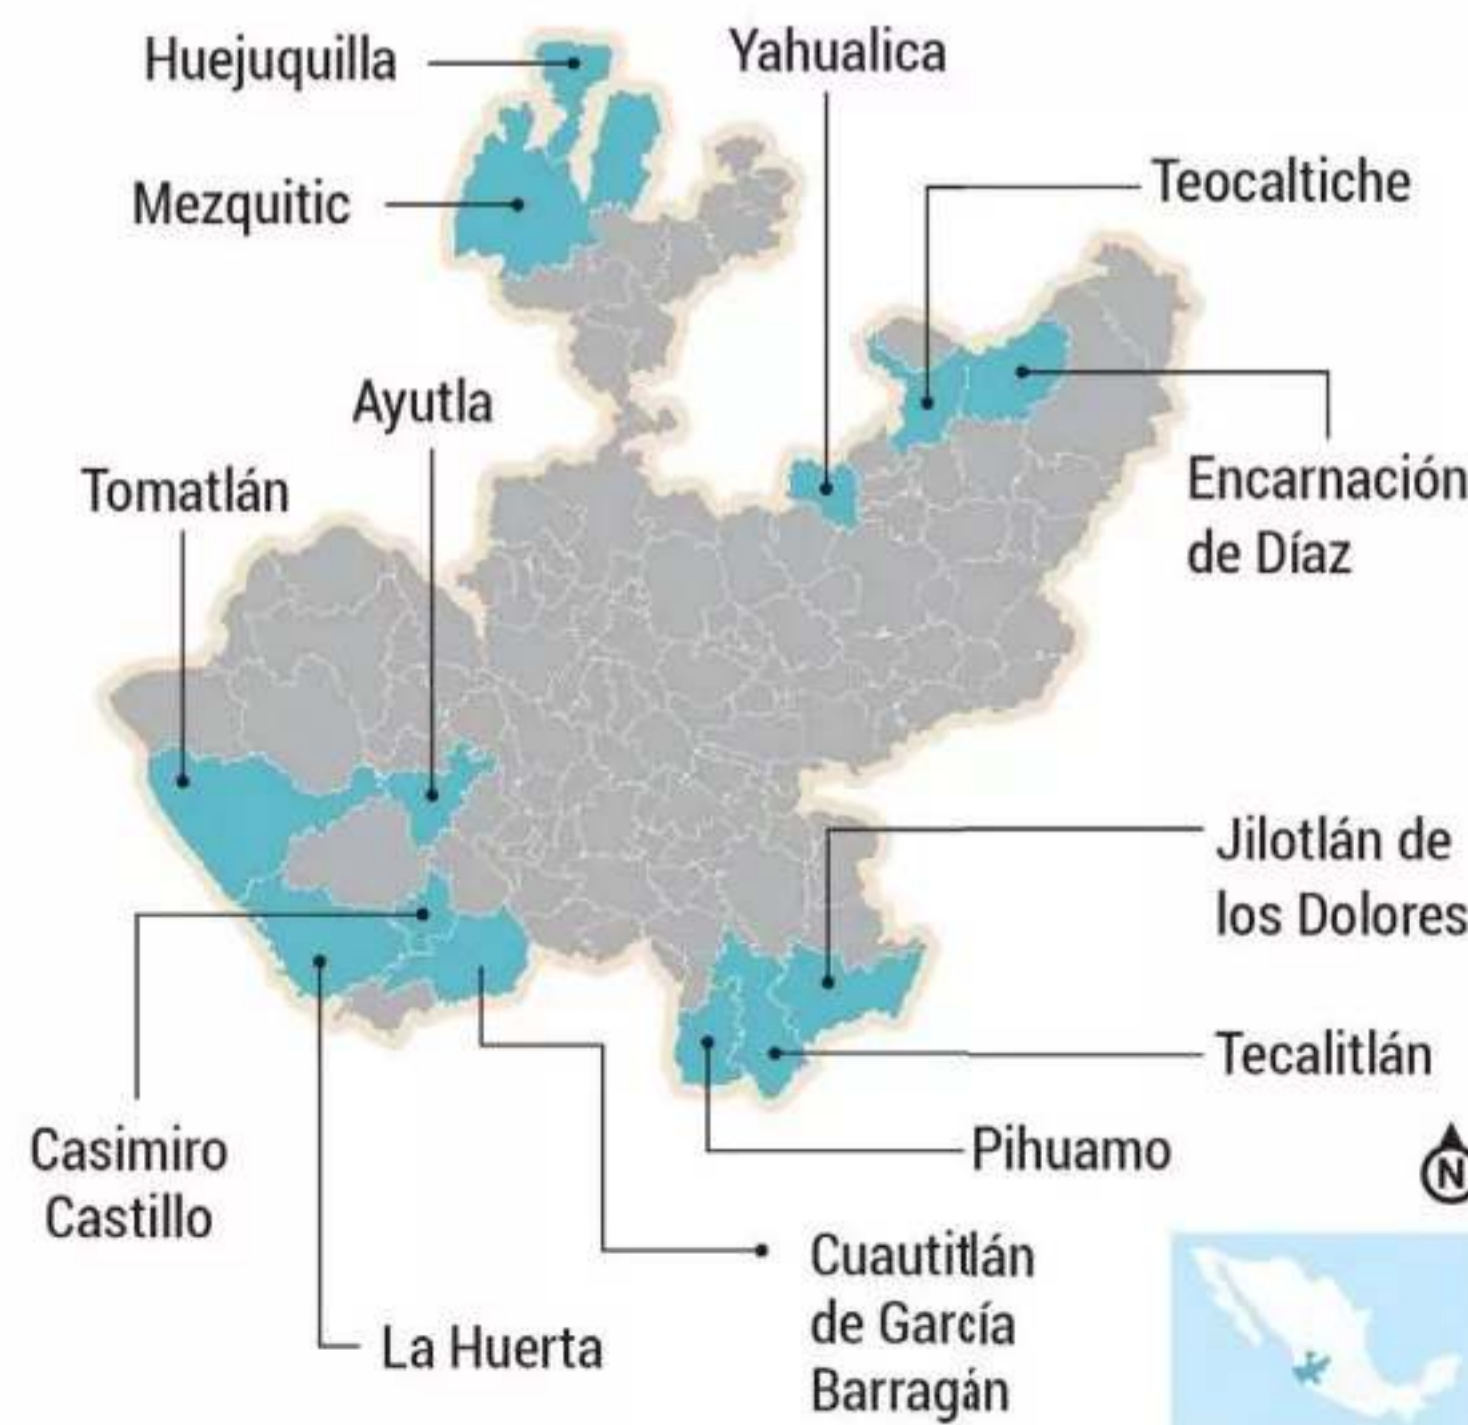 Huejuquilla
Yahualica
Mezquitic
Teocaltiche
Ayutla
Tomatlán
Encarnación
de Díaz
Jilotlán de
los Dolores
Tecalitlán
Casimiro
Castillo
Pihuamo
N
Cuautitlán
de García
Barragán
La Huerta